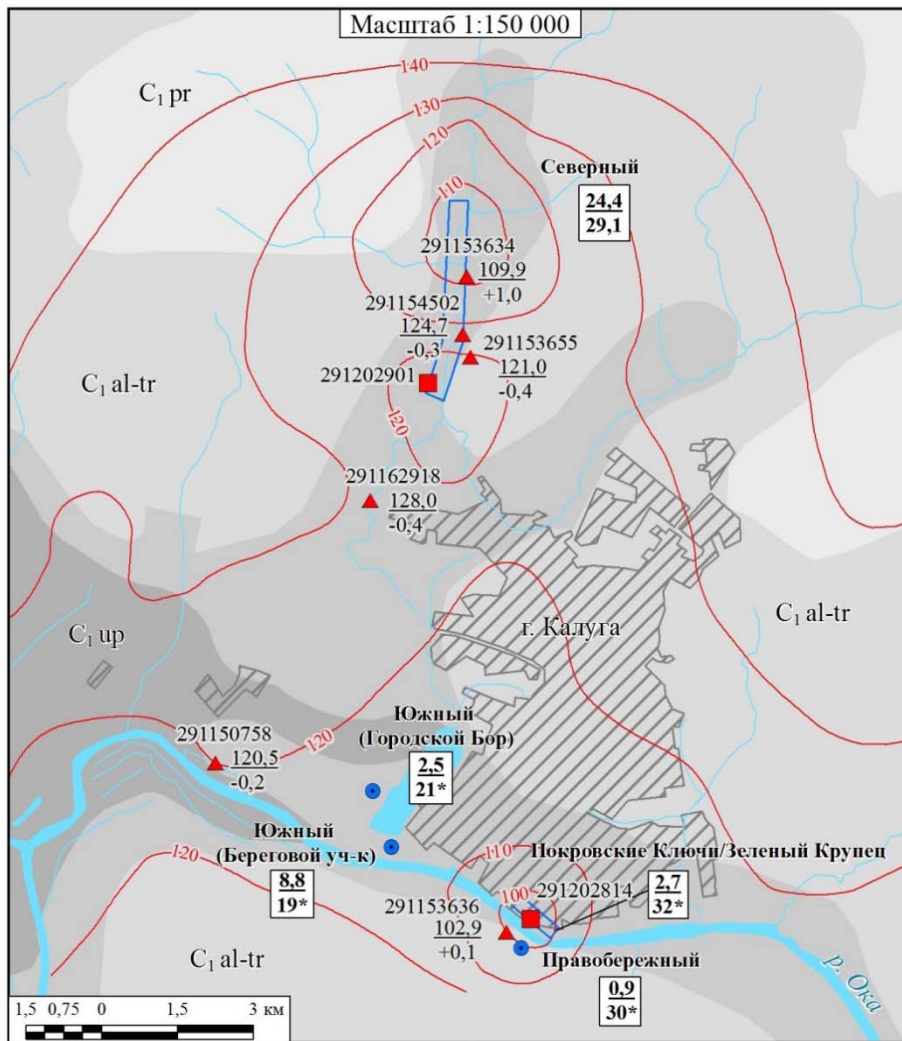 Масштаб 1:150 000
140
C₁ pr
130
120
Северный
24,4
29,1
110
291153634
109,9
+1,0
291154502
124,7
-0,3
291153655
121,0
-0,4
291202901
C₁ al-tr
120
291162918
128,0
-0,4
C₁ up
г. Калуга
C₁ al-tr
291150758
120,5
-0,2
120
Южный
(Городской Бор)
2,5
21*
Южный
(Береговой уч-к)
8,8
19*
120
110
Покровские Ключи/Зеленый Крупец
2,7
32*
100
291202814
291153636
102,9
+0,1
C₁ al-tr
Правобережный
0,9
30*
р. Ока
1,5 0,75 0 1,5 3 км